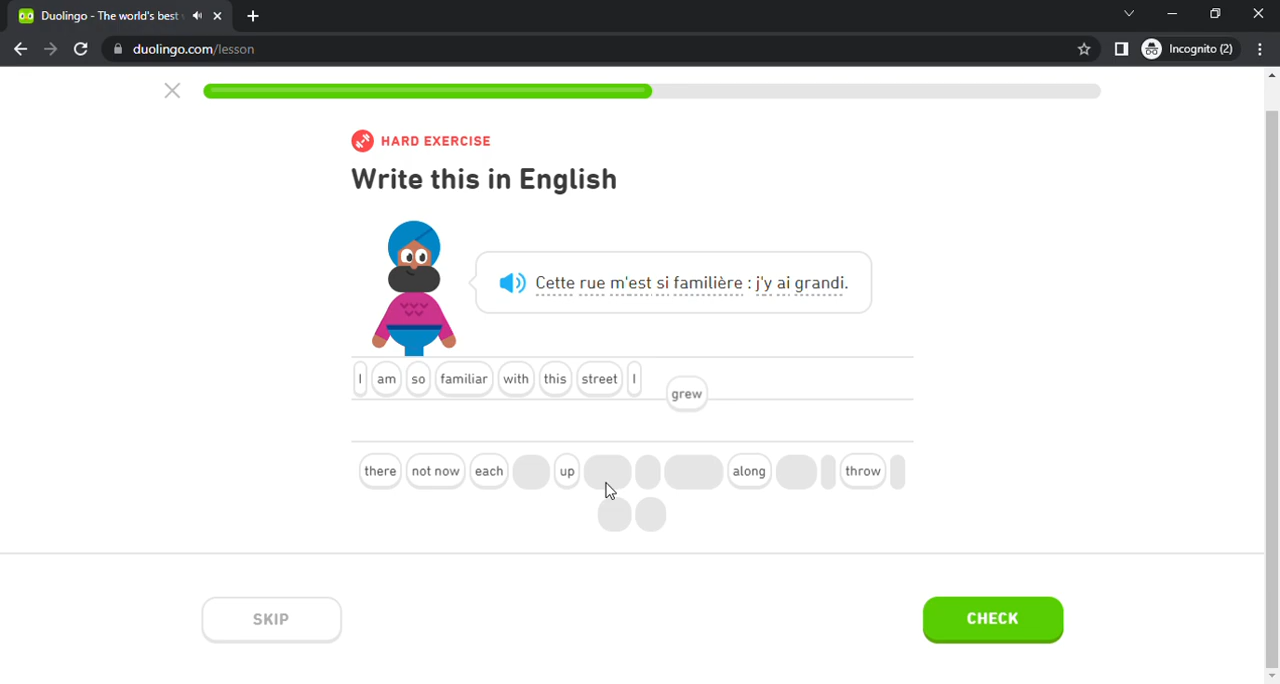 Duolingo - The world's best
duolingo.com/lesson
Incognito (2)
HARD EXERCISE
Write this in English
Cette rue m'est si familière : j'y ai grandi.
I am so familiar with this street I grew
there not now each up along throw
SKIP
CHECK